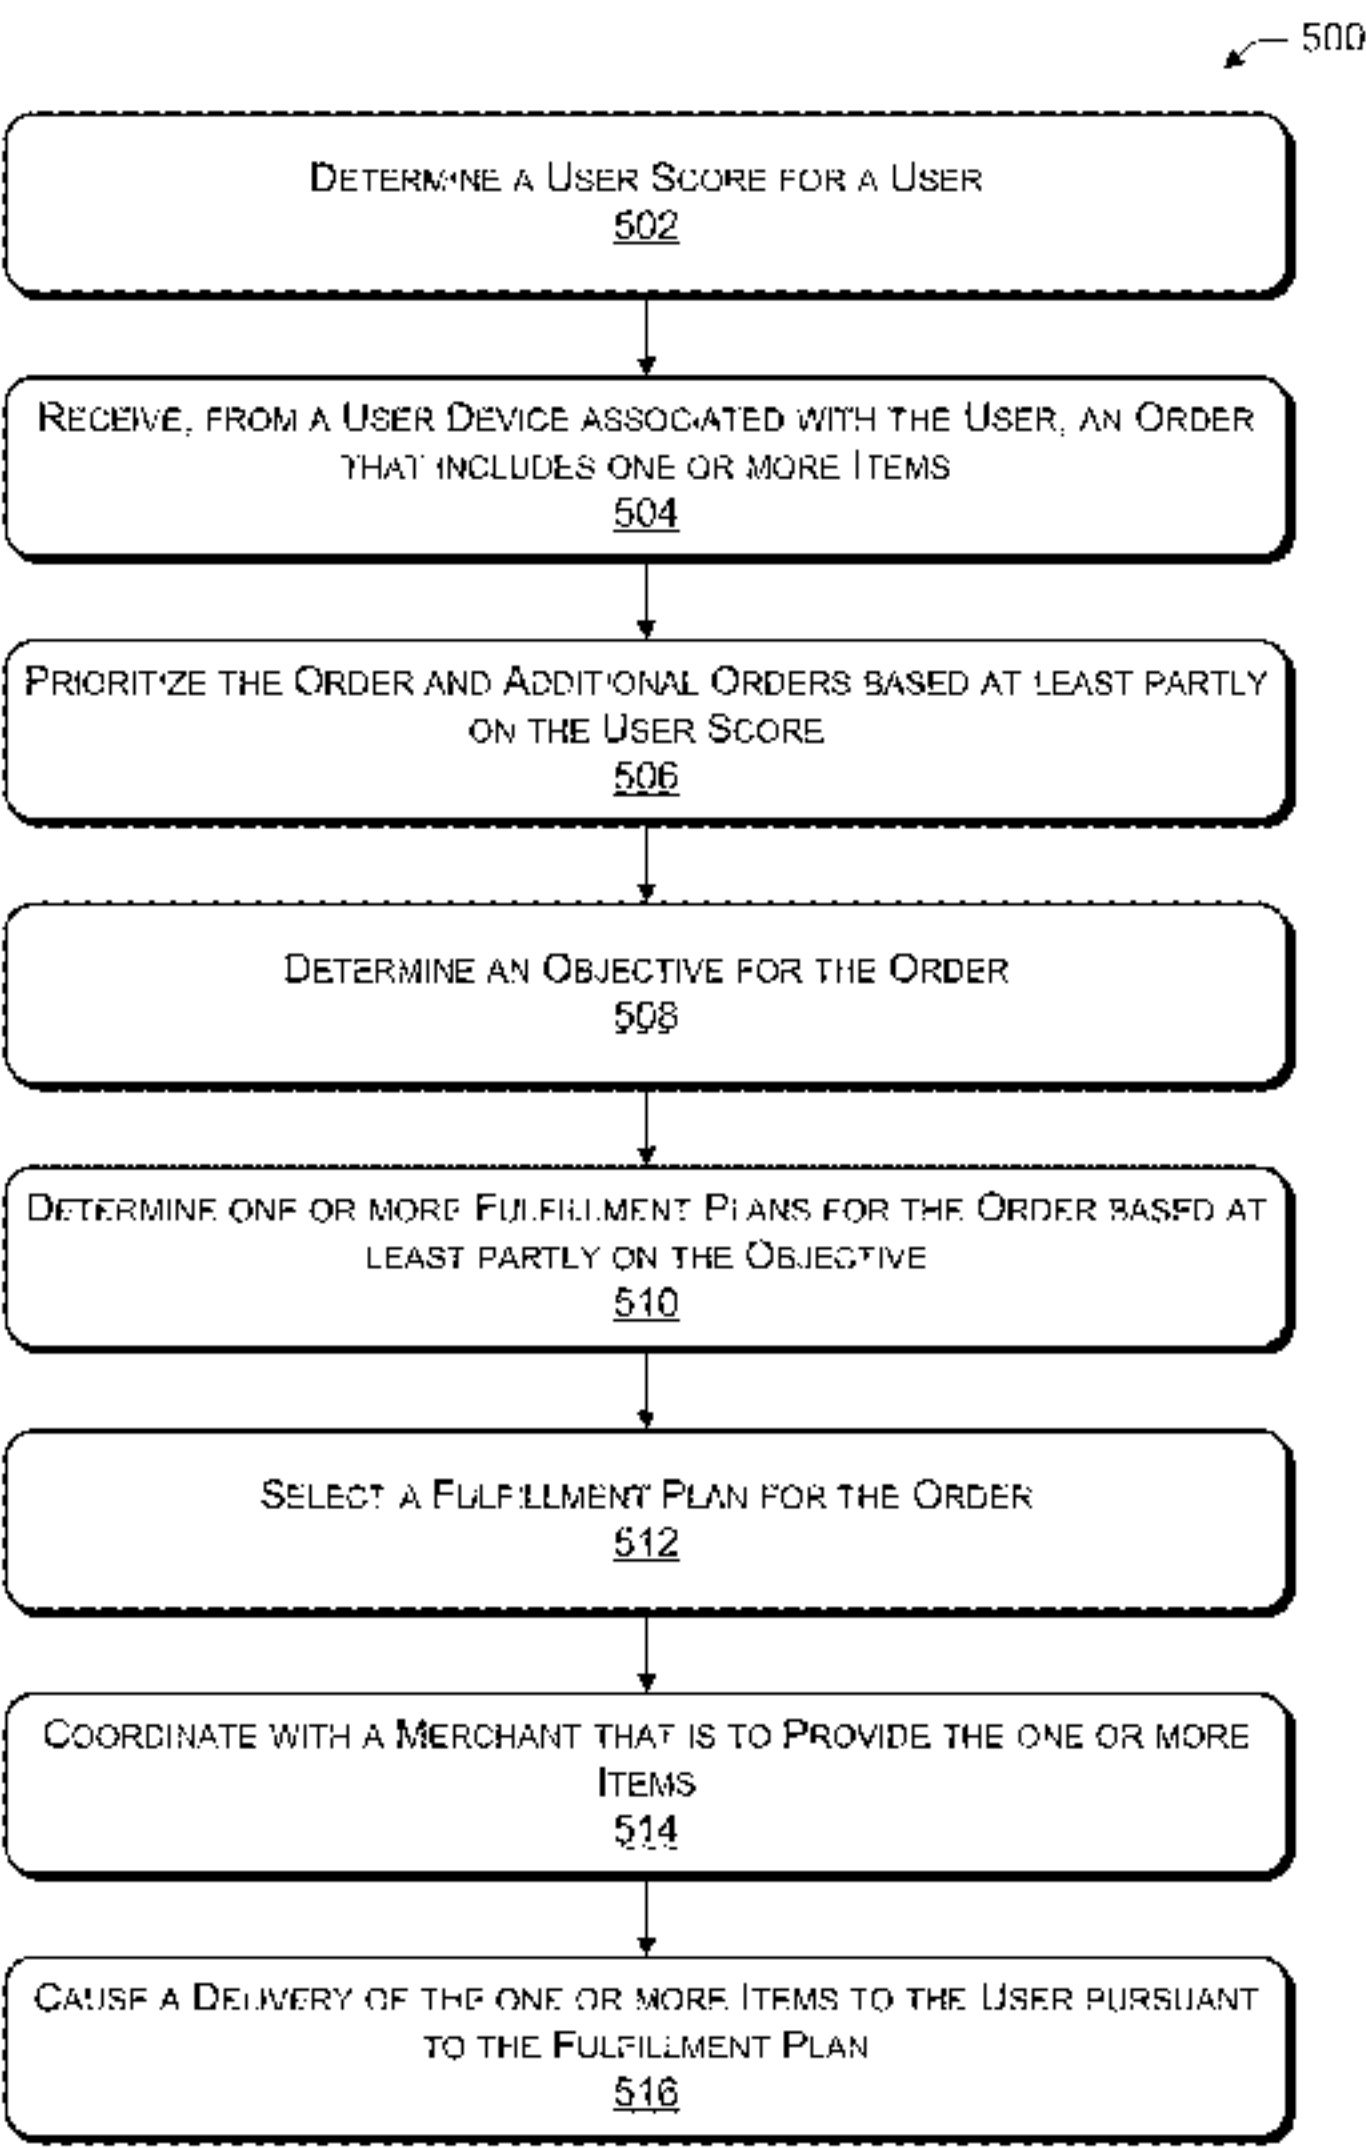 500
DETERMINE A USER SCORE FOR A USER
502
RECEIVE, FROM A USER DEVICE ASSOCIATED WITH THE USER, AN ORDER
THAT INCLUDES ONE OR MORE ITEMS
504
PRIORITIZE THE ORDER AND ADDITIONAL ORDERS BASED AT LEAST PARTLY
ON THE USER SCORE
506
DETERMINE AN OBJECTIVE FOR THE ORDER
508
DETERMINE ONE OR MORE FULFILLMENT PLANS FOR THE ORDER BASED AT
LEAST PARTLY ON THE OBJECTIVE
510
SELECT A FULFILLMENT PLAN FOR THE ORDER
512
COORDINATE WITH A MERCHANT THAT IS TO PROVIDE THE ONE OR MORE
ITEMS
514
CAUSE A DELIVERY OF THE ONE OR MORE ITEMS TO THE USER PURSUANT
TO THE FULFILLMENT PLAN
516